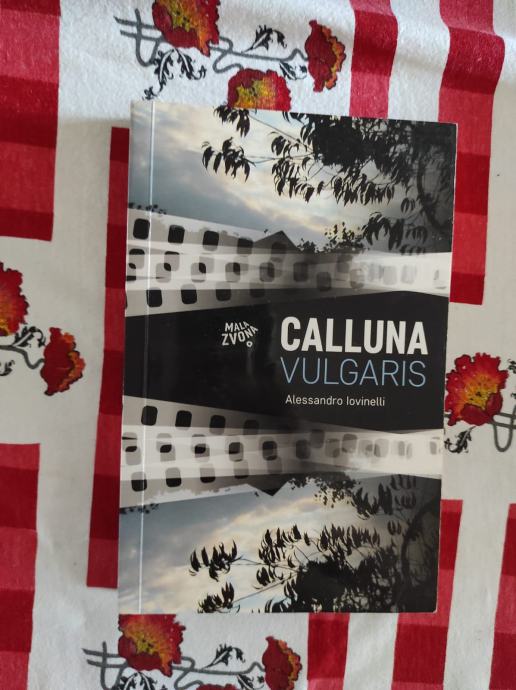 MALA
ZVONA
CALLUNA
VULGARIS
Alessandro Iovinelli